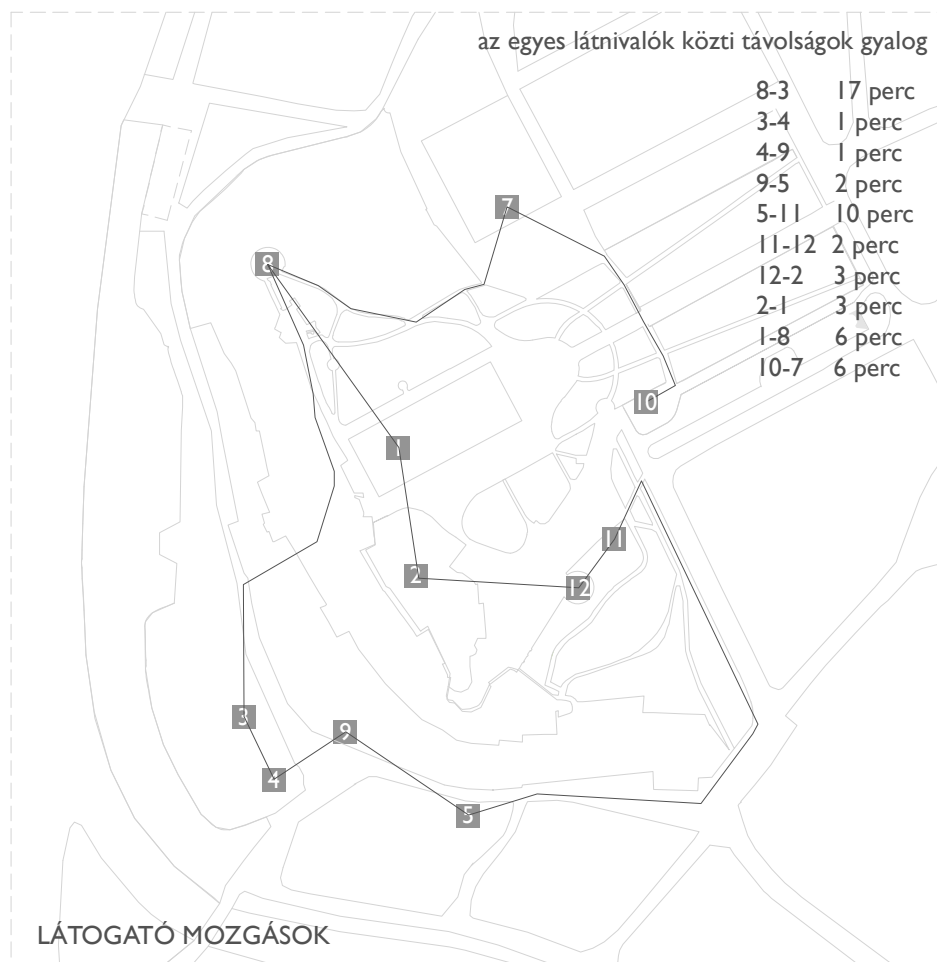 az egyes látnivalók közti távolságok gyalog
8-3 17 perc
3-4 1 perc
4-9 1 perc
9-5 2 perc
5-11 10 perc
11-12 2 perc
12-2 3 perc
2-1 3 perc
1-8 6 perc
10-7 6 perc
7
8
10
1
11
2
12
3
9
4
5
LÁTOGATÓ MOZGÁSOK